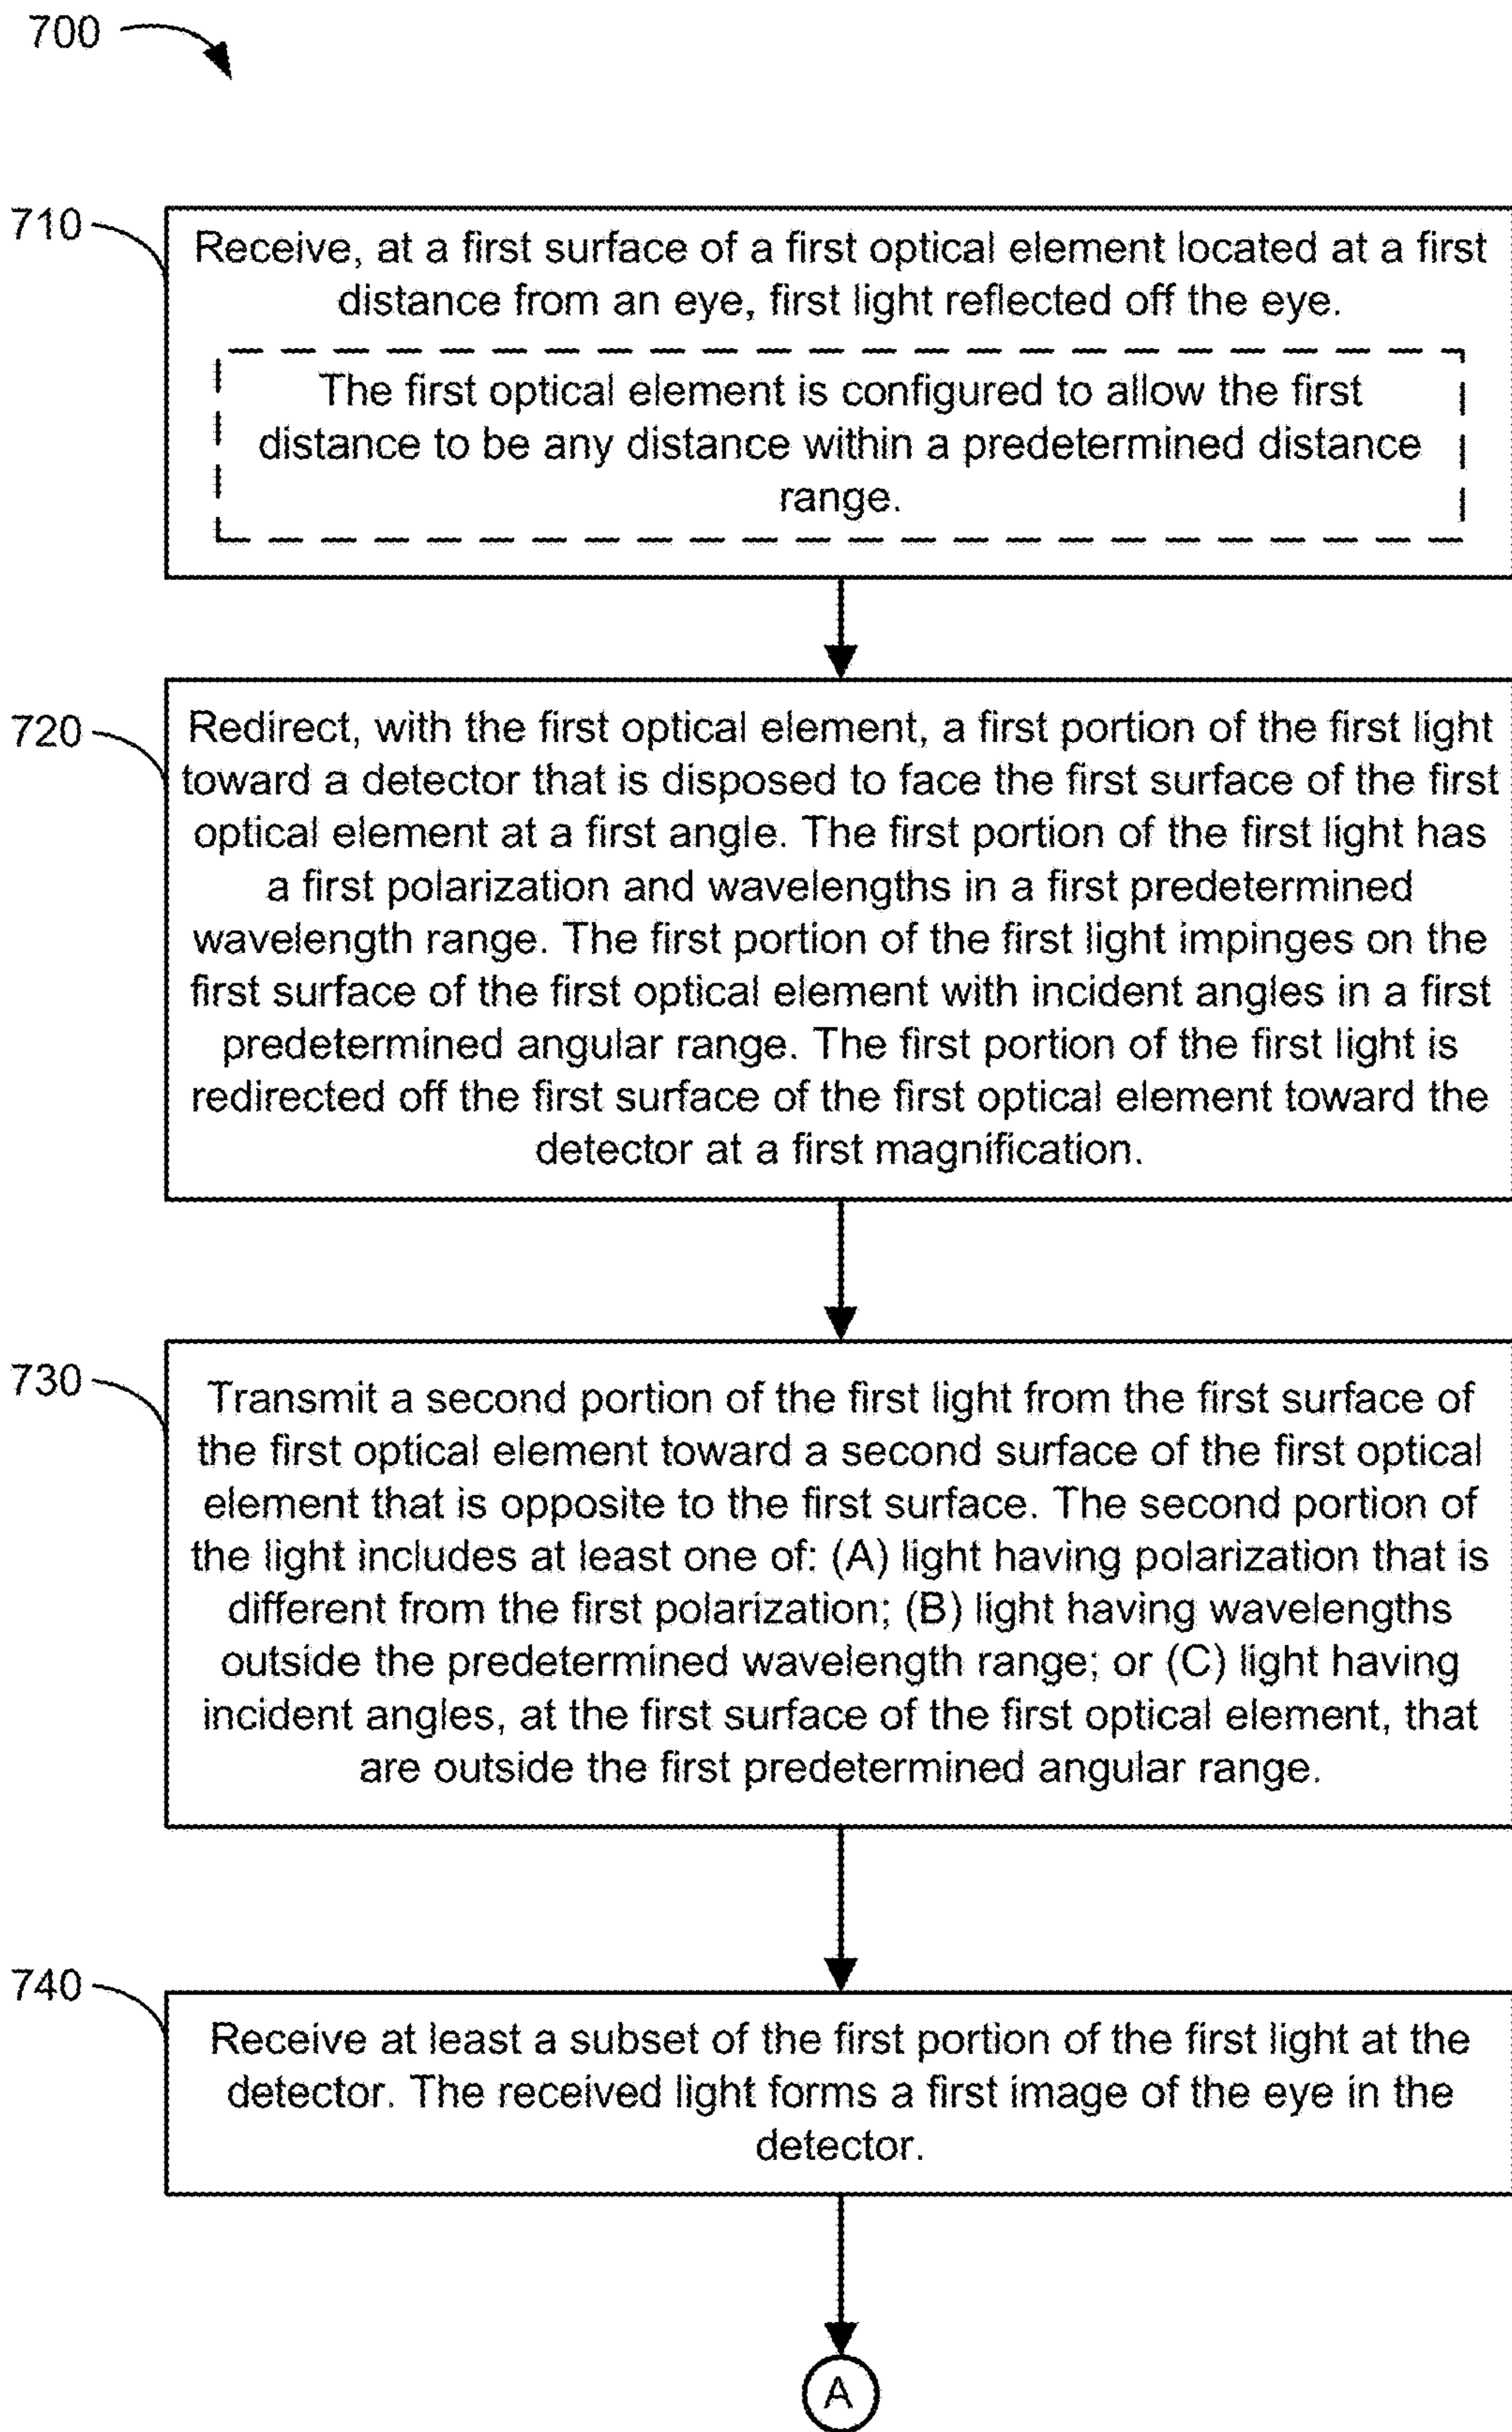 700
710
Receive, at a first surface of a first optical element located at a first
distance from an eye, first light reflected off the eye.
The first optical element is configured to allow the first
distance to be any distance within a predetermined distance
range.
720
Redirect, with the first optical element, a first portion of the first light
toward a detector that is disposed to face the first surface of the first
optical element at a first angle. The first portion of the first light has
a first polarization and wavelengths in a first predetermined
wavelength range. The first portion of the first light impinges on the
first surface of the first optical element with incident angles in a first
predetermined angular range. The first portion of the first light is
redirected off the first surface of the first optical element toward the
detector at a first magnification.
730
Transmit a second portion of the first light from the first surface of
the first optical element toward a second surface of the first optical
element that is opposite to the first surface. The second portion of
the light includes at least one of: (A) light having polarization that is
different from the first polarization; (B) light having wavelengths
outside the predetermined wavelength range; or (C) light having
incident angles, at the first surface of the first optical element, that
are outside the first predetermined angular range.
740
Receive at least a subset of the first portion of the first light at the
detector. The received light forms a first image of the eye in the
detector.
A